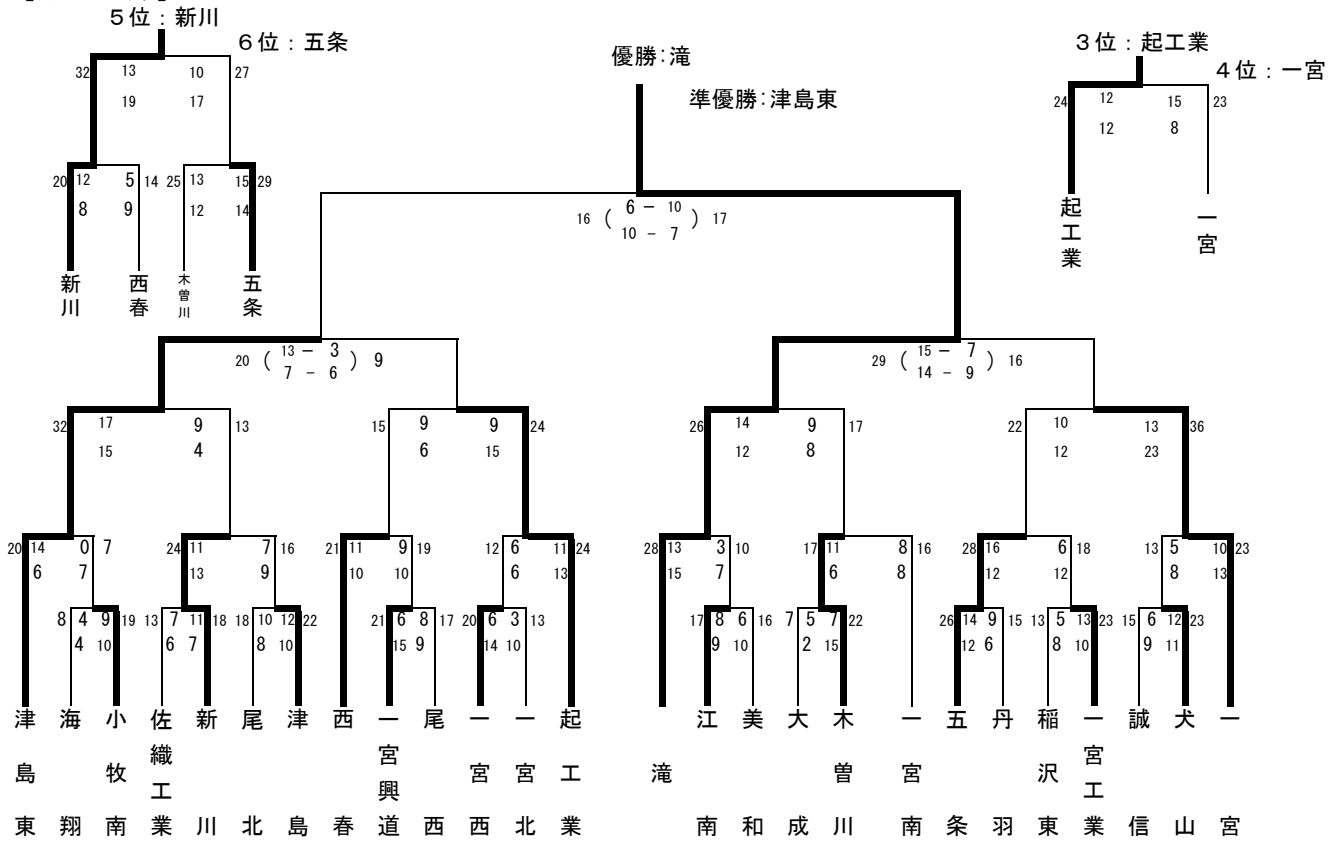 5位：新川
6位：五条
32 13 10 27
19 17
20 12 5 14 25 13 15 29
8 9 12 14
新川 西春 木曽川 五条
優勝:滝
準優勝:津島東
3位：起工業
4位：一宮
24 12 15 23
12 8
起工業 一宮
16 ( 6 － 10 ) 17
10 － 7
20 ( 13 － 3 ) 9
7 － 6
29 ( 15 － 7 ) 16
14 － 9
32 17 9 13 15 9 9 24 26 14 9 17 22 10 13 36
15 4 6 15 12 8 12 23
20 14 0 7 24 11 7 16 21 11 9 19 12 6 11 24 28 13 3 10 17 11 8 16 28 16 6 18 13 5 10 23
6 7 13 9 10 10 6 13 15 7 6 8 12 12 8 13
8 4 9 19 13 7 11 18 18 10 12 22 21 6 8 17 20 6 3 13 17 8 6 16 7 5 7 22 26 14 9 15 13 5 13 23 15 6 12 23
4 10 6 7 8 10 15 9 14 10 9 10 2 15 12 6 8 10 9 11
津島東 海翔 小牧南 佐織工業 新川 尾北 津島 西春 一宮興道 尾西 一宮西 一宮北 起工業 滝 江南 美和 大成 木曽川 一宮南 五条 丹羽 稲沢東 一宮工業 誠信 犬山 一宮